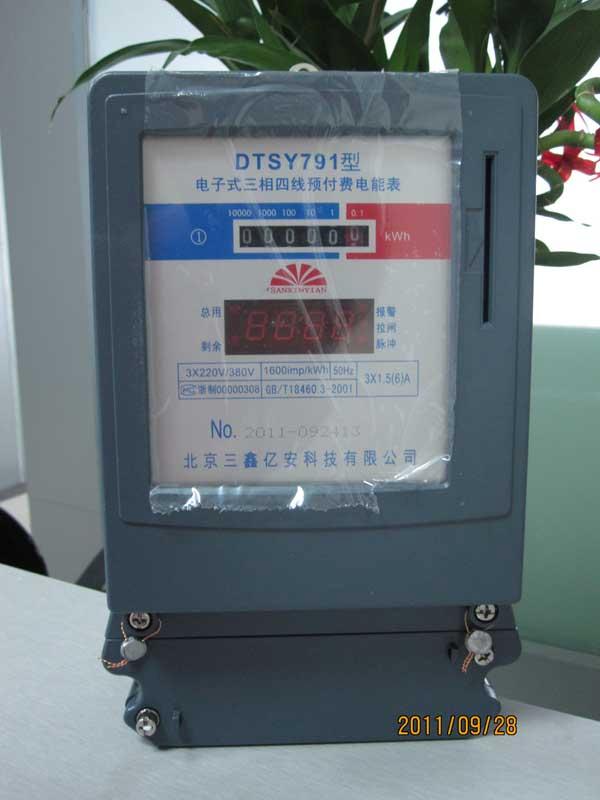 DTSY791型
电子式三相四线预付费电能表
10000 1000 100 10 1 0.1
① 000000 kWh
SANXINYIAN
总用 报警
拉闸
剩余 脉冲
3X220V/380V 1600imp/kWh 50Hz 3X1.5(6)A
MC 浙制00000308 GB/T18460.3-2001
No. 2011-092413
北京三鑫亿安科技有限公司
2011/09/28